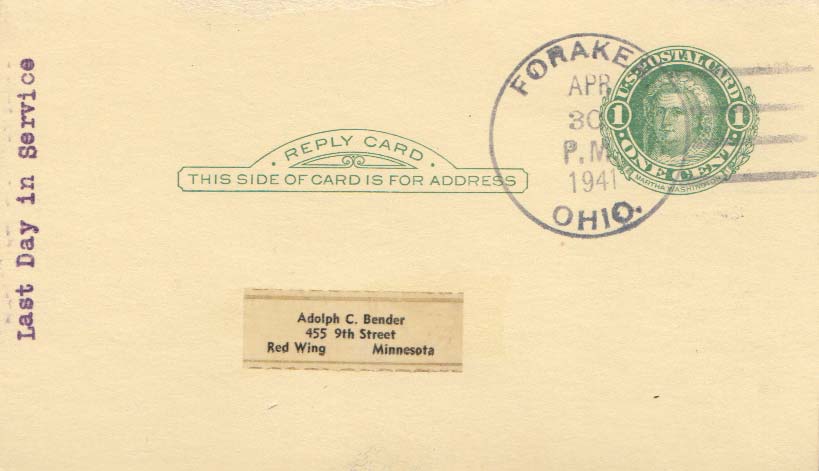 Last Day in Service
FORAKE
APR
30
P.M.
1941
OHIO.
U.S. POSTAL CARD
1 1
ONE CENT
MARTHA WASHINGTON
REPLY CARD
THIS SIDE OF CARD IS FOR ADDRESS
Adolph C. Bender
455 9th Street
Red Wing Minnesota